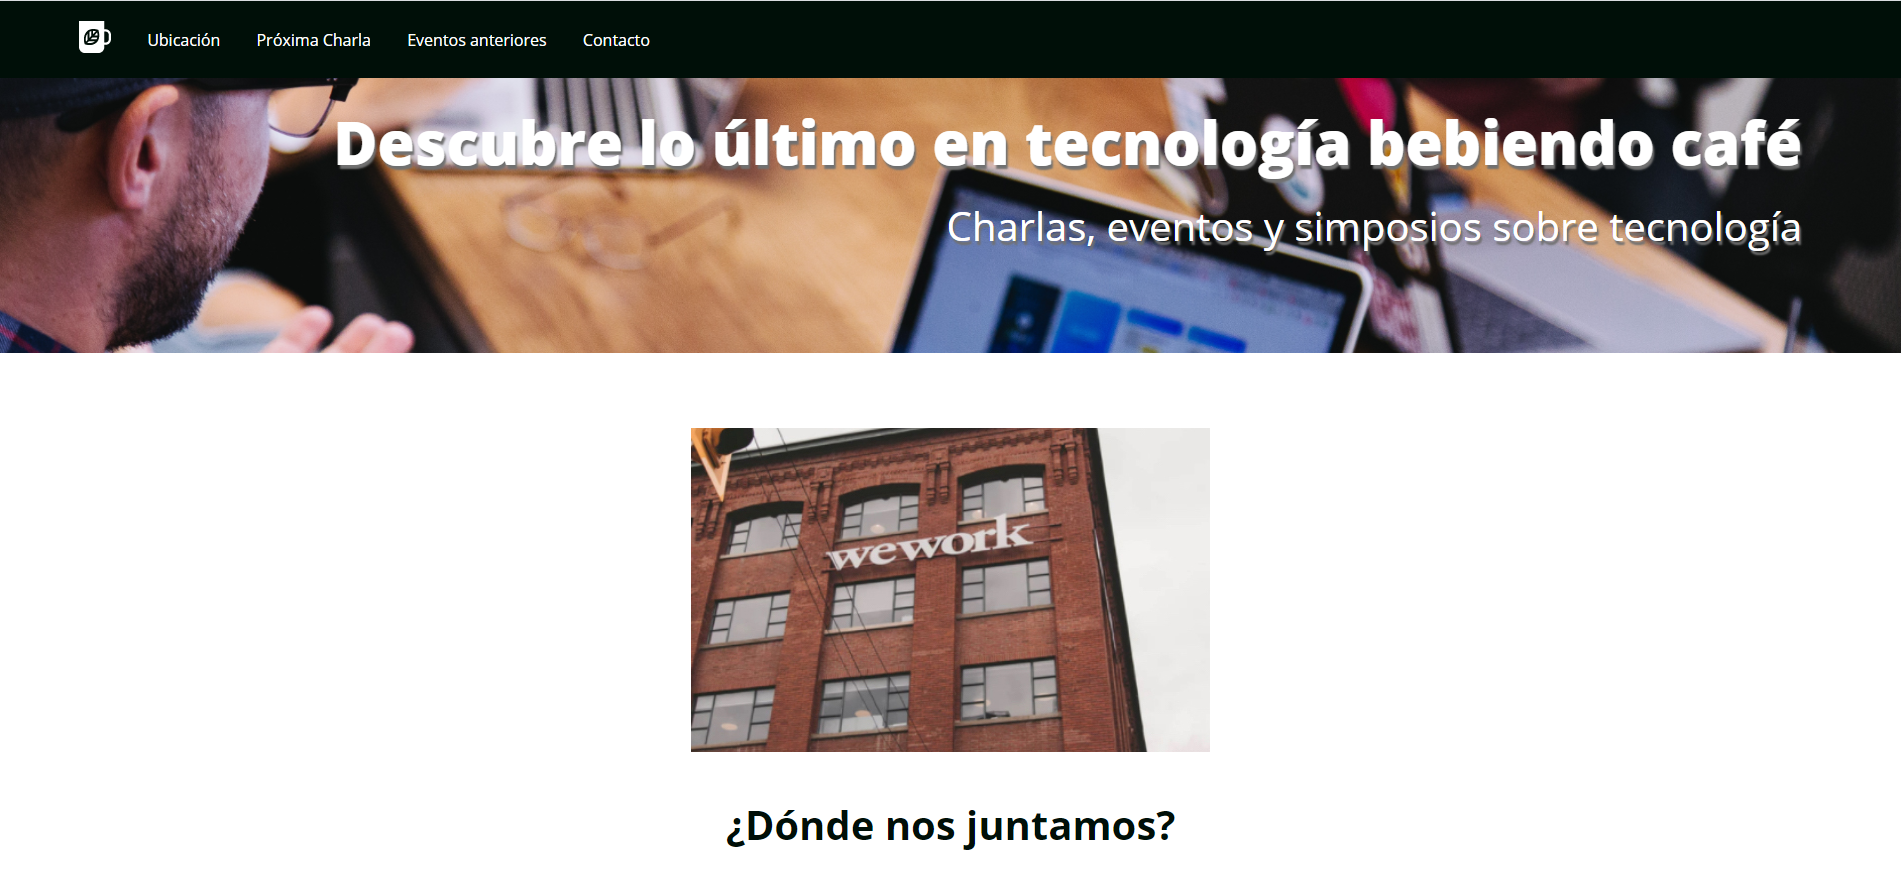 Ubicación
Próxima Charla
Eventos anteriores
Contacto
Descubre lo último en tecnología bebiendo café
Charlas, eventos y simposios sobre tecnología
wework
¿Dónde nos juntamos?